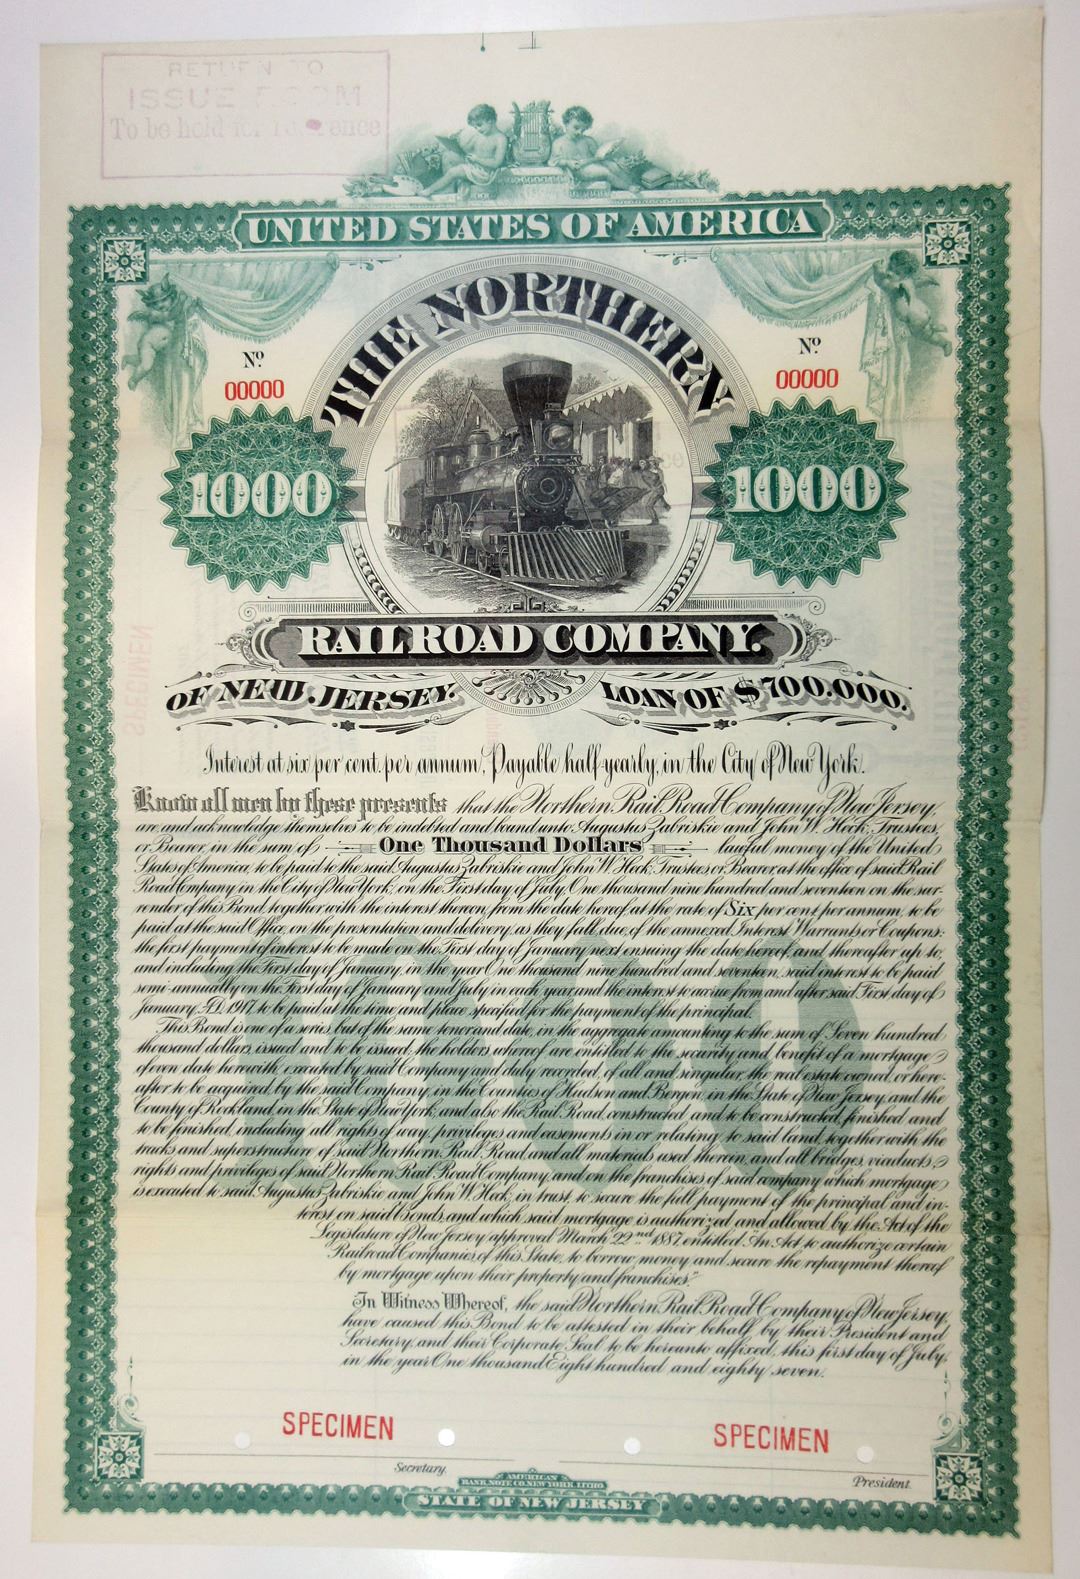 RETURN TO
ISSUE ROOM
To be held for reference
UNITED STATES OF AMERICA
THE NORTHERN
No
00000
No
00000
1000
1000
RAILROAD COMPANY.
OF NEW JERSEY. LOAN OF $700,000.
Interest at six per cent. per annum, Payable half-yearly, in the City of New York.
Know all men by these presents that the Northern Rail Road Company of New Jersey,
are and acknowledge themselves to be indebted and bound unto Augustus Zabriskie and John W. Heck, Trustees,
or Bearer, in the sum of One Thousand Dollars lawful money of the United
States of America, to be paid to the said Augustus Zabriskie and John W. Heck, Trustees or Bearer, at the office of said Rail
Road Company in the City of New York, on the First day of July, One thousand nine hundred and seventeen on the sur-
render of this Bond, together with the interest thereon, from the date hereof, at the rate of Six per cent. per annum, to be
paid at the said Office, on the presentation and delivery, as they fall due, of the annexed Interest Warrants or Coupons:
the first payment of interest to be made on the First day of January next ensuing the date hereof, and thereafter up to,
and including the First day of January, in the year One thousand nine hundred and seventeen, said interest to be paid
semi-annually on the First day of January and July in each year, and the interest to accrue from and after said First day of
January, A.D. 1917, to be paid at the time and place specified for the payment of the principal.
This Bond is one of a series, but of the same tenor and date, in the aggregate amounting to the sum of Seven hundred
thousand dollars, issued and to be issued, the holders whereof are entitled to the security and benefit of a mortgage
of even date herewith, executed by said Company and duly recorded, of all and singular, the real estate owned, or here-
after to be acquired, by the said Company, in the Counties of Hudson and Bergen, in the State of New Jersey, and the
County of Rockland, in the State of New York, and also the Rail Road, constructed and to be constructed, finished and
to be finished, including all rights of way, privileges and easements in or relating, to said land, together with the
tracks and superstructure of said Northern Rail Road, and all materials used therein, and all bridges, viaducts,
rights and privileges of said Northern Rail Road Company, and on the franchises of said company which mortgage
is executed to said Augustus Zabriskie and John W. Heck, in trust, to secure the full payment of the principal and in-
terest on said Bonds, and which said mortgage is authorized and allowed by the Act of the
Legislature of New Jersey approved March 22nd 1887, entitled "An Act to authorize certain
Railroad Companies of this State, to borrow money and secure the repayment thereof
by mortgage upon their property and franchises."
In Witness Whereof, the said Northern Rail Road Company of New Jersey,
have caused this Bond to be attested in their behalf by their President and
Secretary, and their Corporate Seal to be hereunto affixed, this first day of July,
in the year One thousand Eight hundred and eighty seven.
SPECIMEN SPECIMEN
Secretary. President.
AMERICAN
BANK NOTE CO. NEW YORK, LITHO.
STATE OF NEW JERSEY